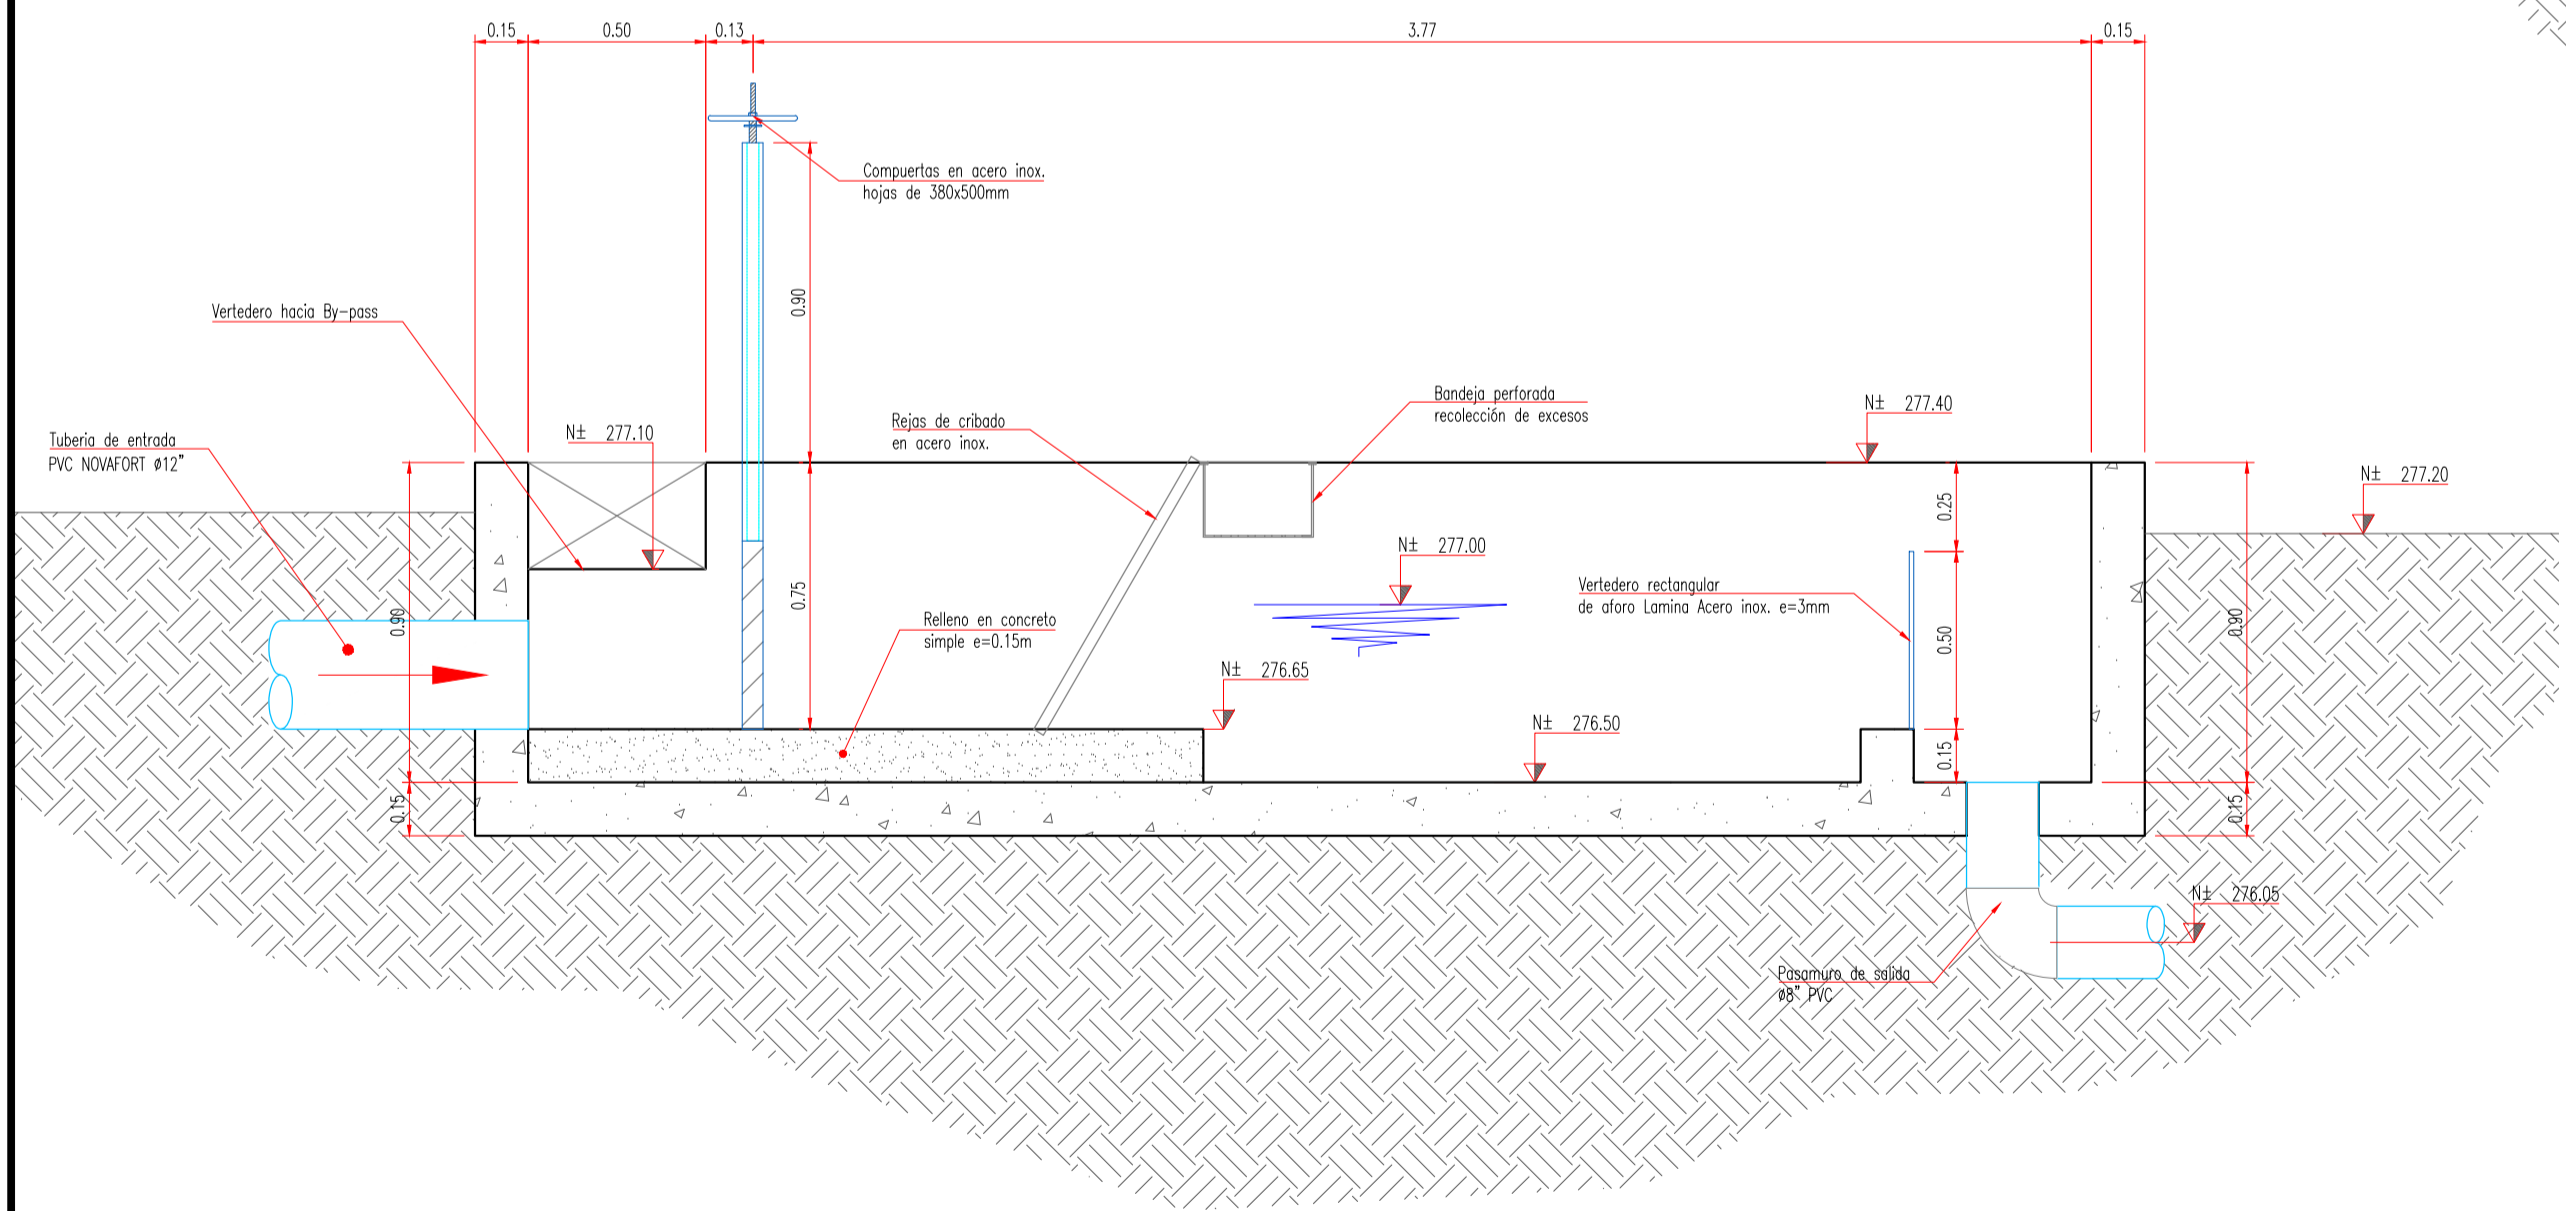 0.15 0.50 0.13 3.77 0.15
Compuertas en acero inox.
hojas de 380x500mm
0.90
Vertedero hacia By-pass
Tuberia de entrada
PVC NOVAFORT ø12"
N± 277.10
Rejas de cribado
en acero inox.
Bandeja perforada
recolección de excesos
N± 277.40
N± 277.20
0.25
N± 277.00
0.75
0.90
Relleno en concreto
simple e=0.15m
Vertedero rectangular
de aforo Lamina Acero inox. e=3mm
0.50
0.90
N± 276.65
N± 276.50
0.15
0.15
0.15
N± 276.05
Pasamuro de salida
ø8" PVC